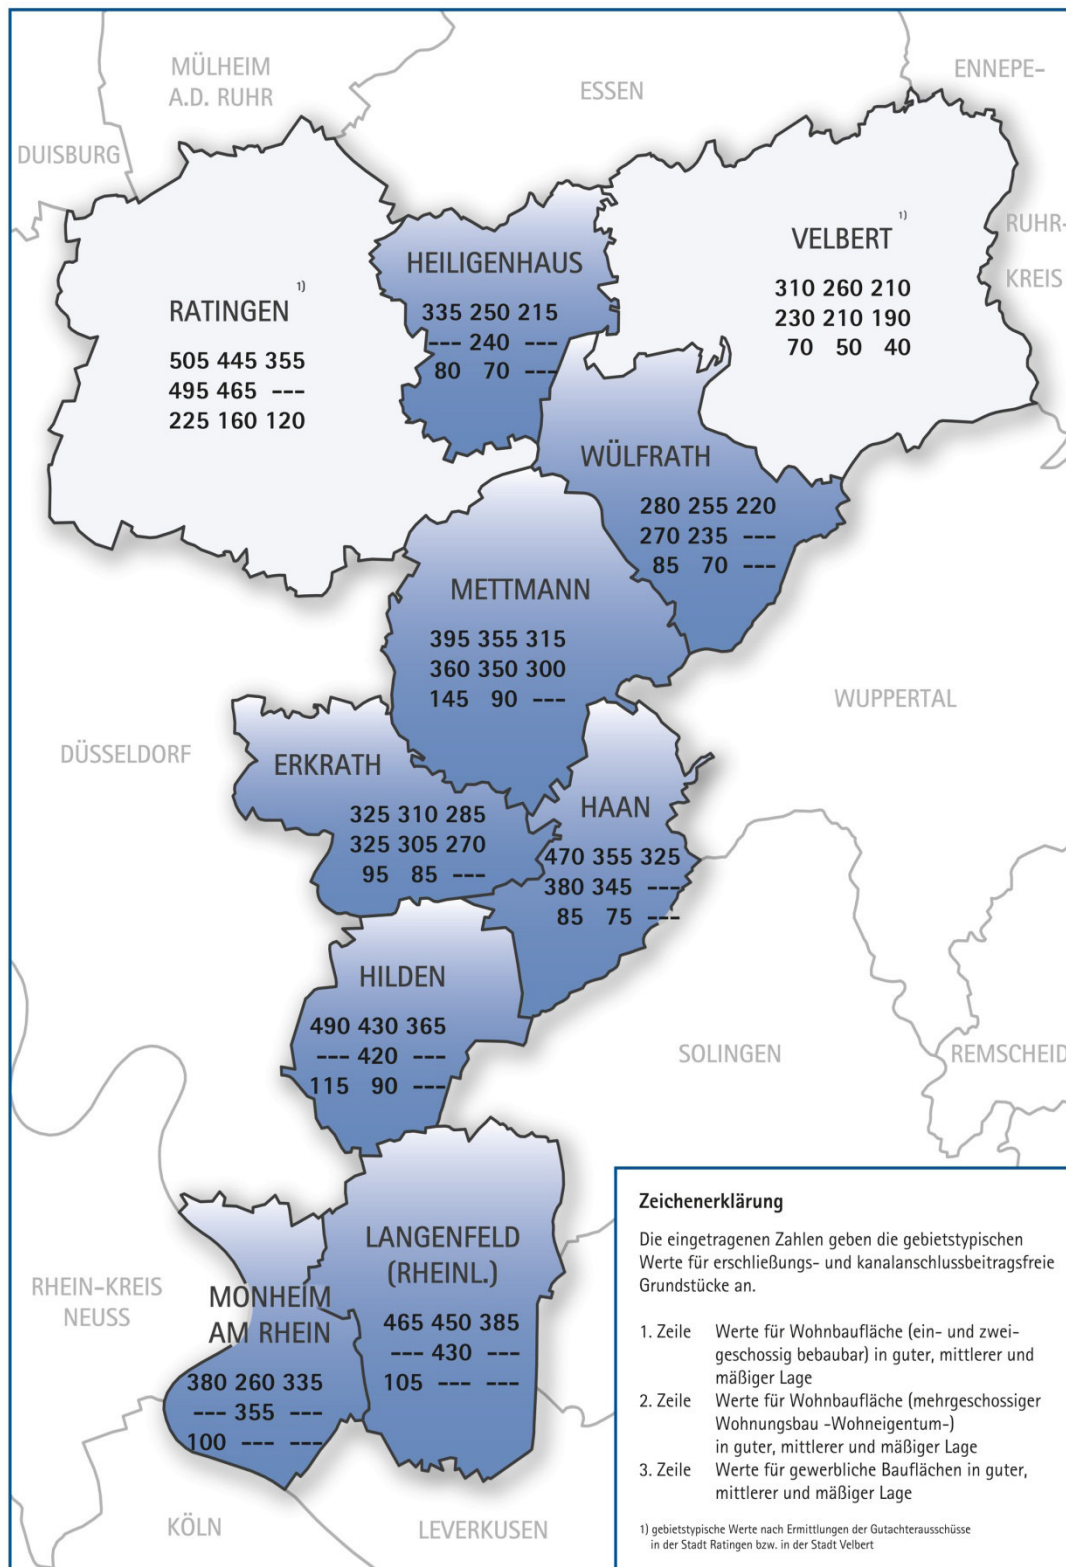 MÜLHEIM
A.D. RUHR
ESSEN
ENNEPE-
DUISBURG
RUHR-
KREIS
VELBERT 1)
310 260 210
230 210 190
70 50 40
HEILIGENHAUS
335 250 215
--- 240 ---
80 70 ---
RATINGEN 1)
505 445 355
495 465 ---
225 160 120
WÜLFRATH
280 255 220
270 235 ---
85 70 ---
METTMANN
395 355 315
360 350 300
145 90 ---
WUPPERTAL
DÜSSELDORF
ERKRATH
325 310 285
325 305 270
95 85 ---
HAAN
470 355 325
380 345 ---
85 75 ---
HILDEN
490 430 365
--- 420 ---
115 90 ---
SOLINGEN
REMSCHEID
LANGENFELD
(RHEINL.)
465 450 385
--- 430 ---
105 --- ---
RHEIN-KREIS
NEUSS
MONHEIM
AM RHEIN
380 260 335
--- 355 ---
100 --- ---
KÖLN
LEVERKUSEN
Zeichenerklärung
Die eingetragenen Zahlen geben die gebietstypischen
Werte für erschließungs- und kanalanschlussbeitragsfreie
Grundstücke an.
1. Zeile Werte für Wohnbaufläche (ein- und zwei-
geschossig bebaubar) in guter, mittlerer und
mäßiger Lage
2. Zeile Werte für Wohnbaufläche (mehrgeschossiger
Wohnungsbau -Wohneigentum-)
in guter, mittlerer und mäßiger Lage
3. Zeile Werte für gewerbliche Bauflächen in guter,
mittlerer und mäßiger Lage
1) gebietstypische Werte nach Ermittlungen der Gutachterausschüsse
in der Stadt Ratingen bzw. in der Stadt Velbert